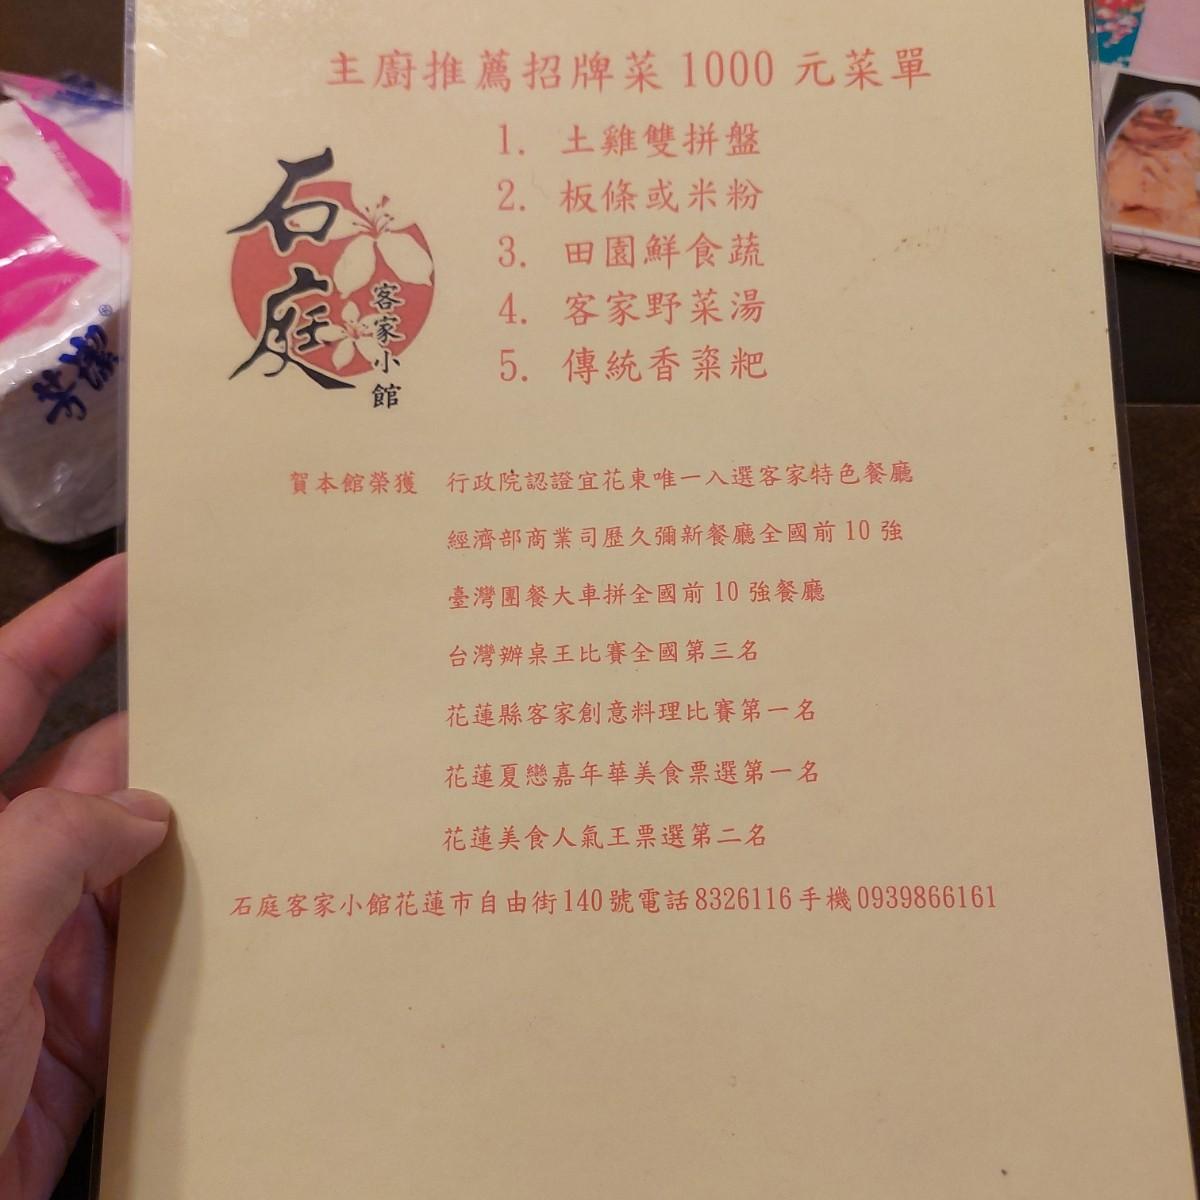 主廚推薦招牌菜1000 元菜單
1. 土雞雙拼盤
2. 板條或米粉
3. 田園鮮食蔬
4. 客家野菜湯
5. 傳統香粢粑
石庭
客家小館
賀本館榮獲 行政院認證宜花東唯一入選客家特色餐廳
經濟部商業司歷久彌新餐廳全國前 10 強
臺灣團餐大車拼全國前 10 強餐廳
台灣辦桌王比賽全國第三名
花蓮縣客家創意料理比賽第一名
花蓮夏戀嘉年華美食票選第一名
花蓮美食人氣王票選第二名
石庭客家小館花蓮市自由街140號電話8326116手機0939866161
芳潔